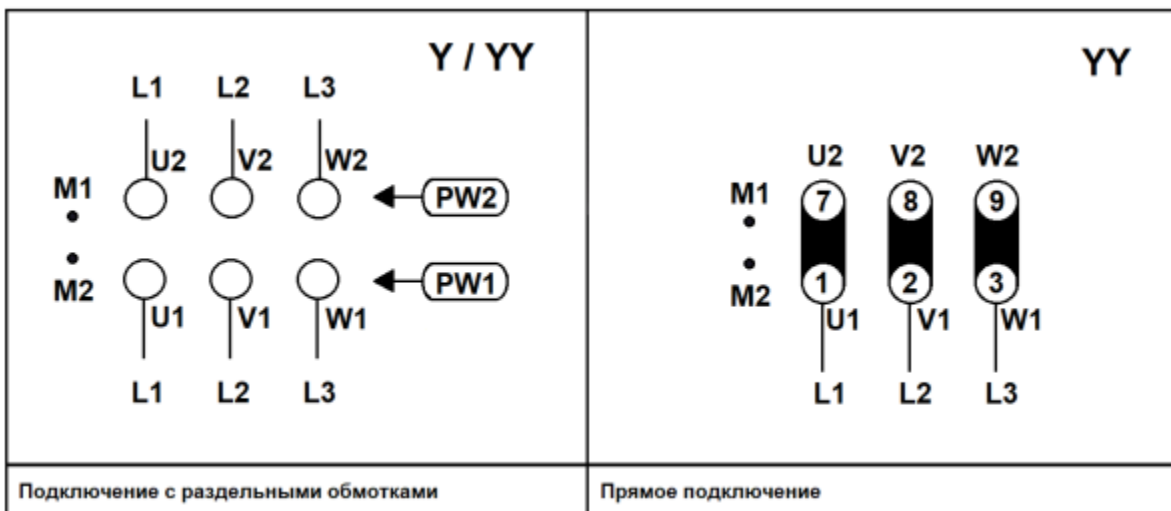 Y / YY
L1 L2 L3
U2 V2 W2
M1
PW2
M2
PW1
U1 V1 W1
L1 L2 L3
Подключение с раздельными обмотками
YY
U2 V2 W2
M1
7 8 9
M2
1 2 3
U1 V1 W1
L1 L2 L3
Прямое подключение